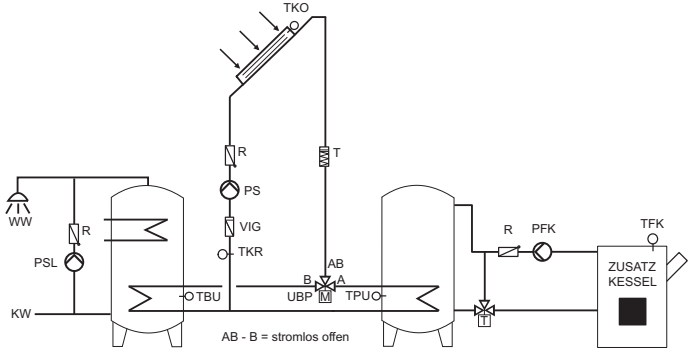 TKO
R
T
PS
WW
R
VIG
R
PFK
TFK
TKR
PSL
AB
ZUSATZ
KESSEL
B
A
TBU
UBP
M
TPU
KW
T
AB - B = stromlos offen